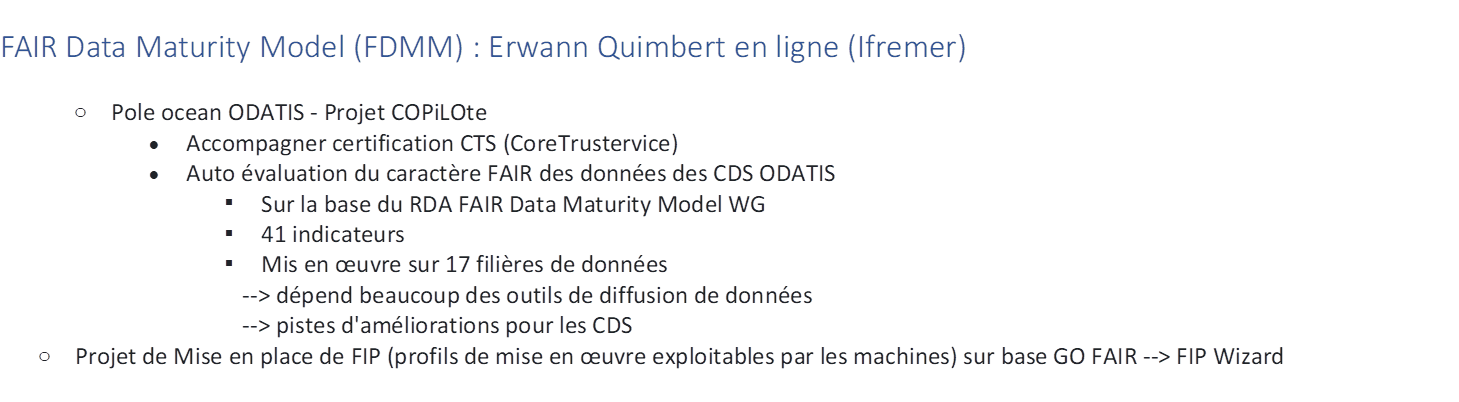 FAIR Data Maturity Model (FDMM) : Erwann Quimbert en ligne (Ifremer)
○ Pole ocean ODATIS - Projet COPiLOte
• Accompagner certification CTS (CoreTrustervice)
• Auto évaluation du caractère FAIR des données des CDS ODATIS
▪ Sur la base du RDA FAIR Data Maturity Model WG
▪ 41 indicateurs
▪ Mis en œuvre sur 17 filières de données
--> dépend beaucoup des outils de diffusion de données
--> pistes d'améliorations pour les CDS
○ Projet de Mise en place de FIP (profils de mise en œuvre exploitables par les machines) sur base GO FAIR --> FIP Wizard